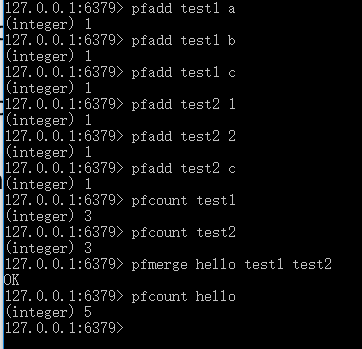 127.0.0.1:6379> pfadd test1 a
(integer) 1
127.0.0.1:6379> pfadd test1 b
(integer) 1
127.0.0.1:6379> pfadd test1 c
(integer) 1
127.0.0.1:6379> pfadd test2 1
(integer) 1
127.0.0.1:6379> pfadd test2 2
(integer) 1
127.0.0.1:6379> pfadd test2 c
(integer) 1
127.0.0.1:6379> pfcount test1
(integer) 3
127.0.0.1:6379> pfcount test2
(integer) 3
127.0.0.1:6379> pfmerge hello test1 test2
OK
127.0.0.1:6379> pfcount hello
(integer) 5
127.0.0.1:6379>